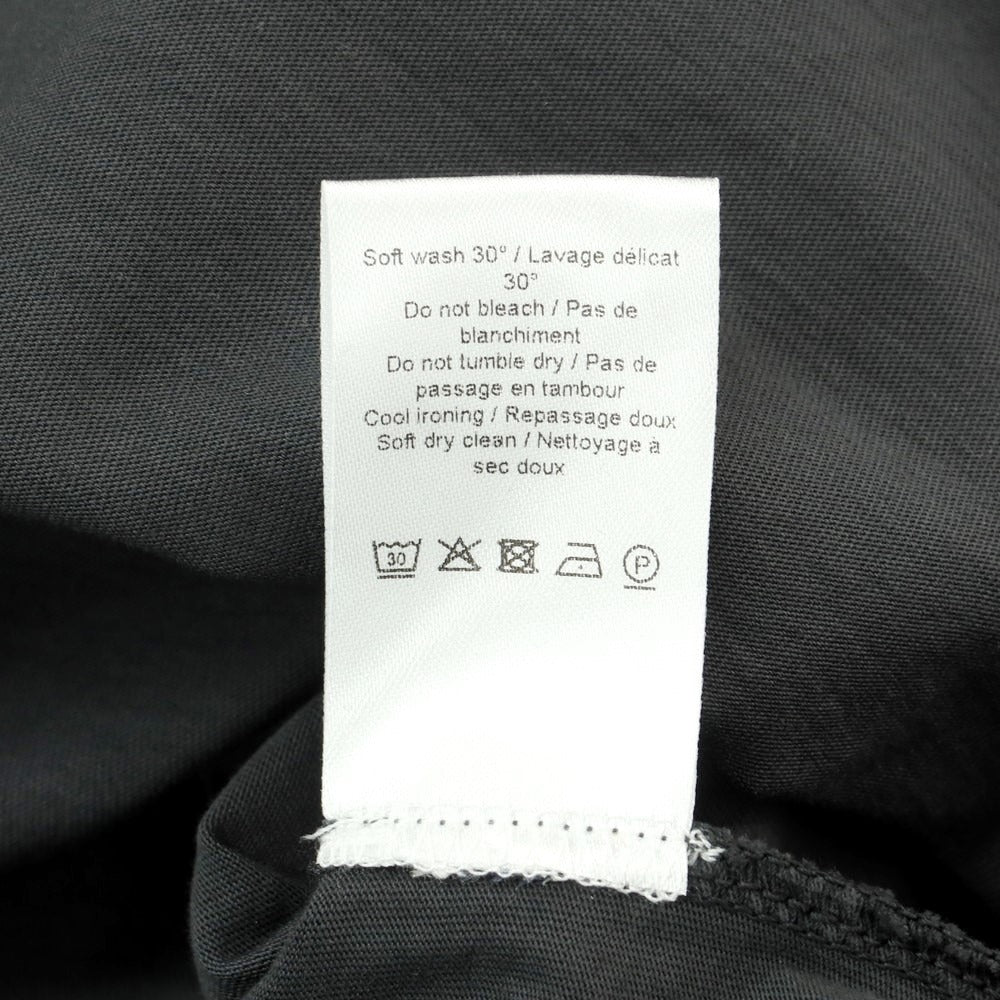 Soft wash 30° / Lavage délicat
30°
Do not bleach / Pas de
blanchiment
Do not tumble dry / Pas de
passage en tambour
Cool ironing / Repassage doux
Soft dry clean / Nettoyage à
sec doux
30 P